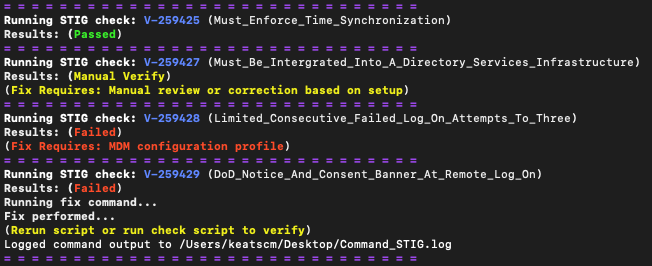 = = = = = = = = = = = = = = = = = = = = = = = = = = = = = =
Running STIG check: V-259425 (Must_Enforce_Time_Synchronization)
Results: (Passed)
= = = = = = = = = = = = = = = = = = = = = = = = = = = = = =
Running STIG check: V-259427 (Must_Be_Intergrated_Into_A_Directory_Services_Infrastructure)
Results: (Manual Verify)
(Fix Requires: Manual review or correction based on setup)
= = = = = = = = = = = = = = = = = = = = = = = = = = = = = =
Running STIG check: V-259428 (Limited_Consecutive_Failed_Log_On_Attempts_To_Three)
Results: (Failed)
(Fix Requires: MDM configuration profile)
= = = = = = = = = = = = = = = = = = = = = = = = = = = = = =
Running STIG check: V-259429 (DoD_Notice_And_Consent_Banner_At_Remote_Log_On)
Results: (Failed)
Running fix command...
Fix performed...
(Rerun script or run check script to verify)
Logged command output to /Users/keatscm/Desktop/Command_STIG.log
= = = = = = = = = = = = = = = = = = = = = = = = = = = = = =